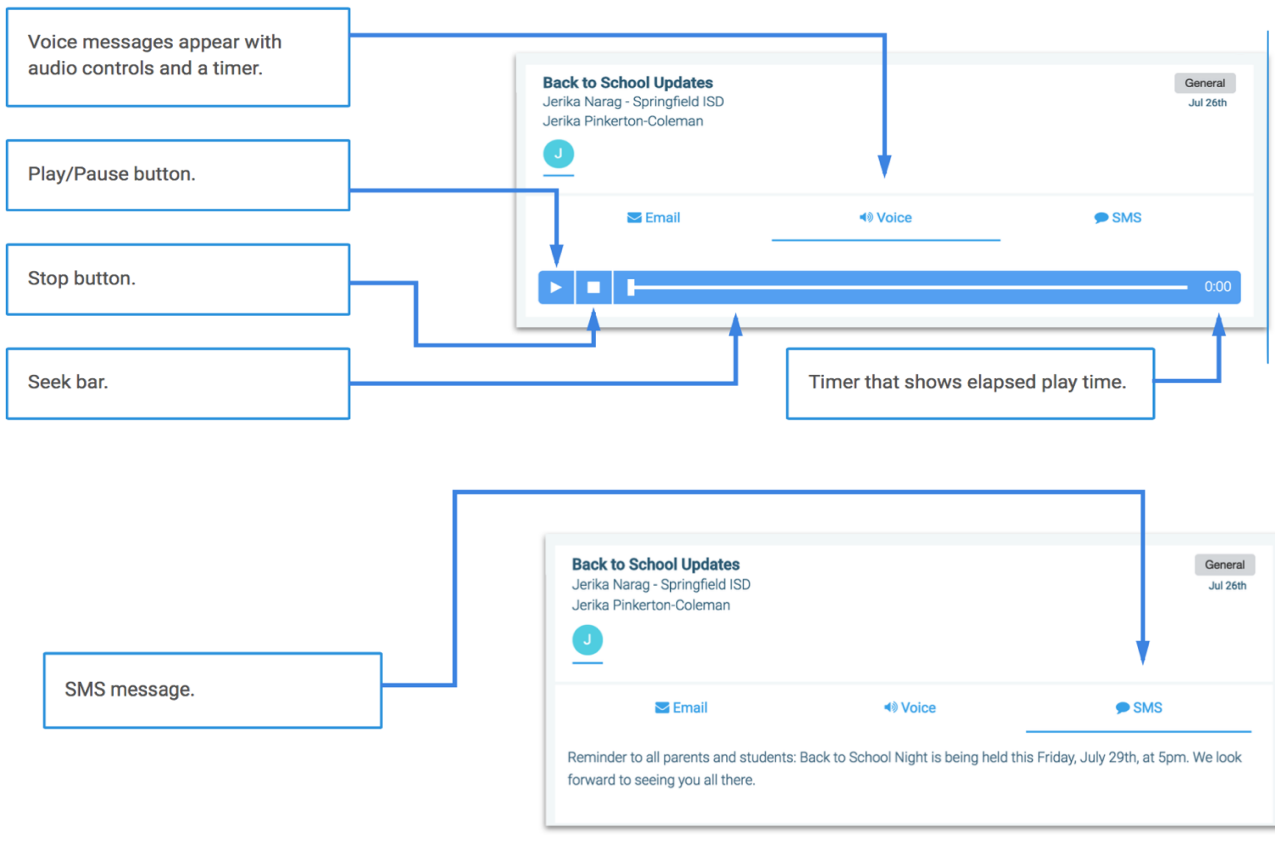 Voice messages appear with
audio controls and a timer.
Back to School Updates
General
Jerika Narag - Springfield ISD
Jul 26th
Jerika Pinkerton-Coleman
J
Play/Pause button.
Email
Voice
SMS
Stop button.
0:00
Seek bar.
Timer that shows elapsed play time.
Back to School Updates
General
Jerika Narag - Springfield ISD
Jul 26th
Jerika Pinkerton-Coleman
J
SMS message.
Email
Voice
SMS
Reminder to all parents and students: Back to School Night is being held this Friday, July 29th, at 5pm. We look
forward to seeing you all there.